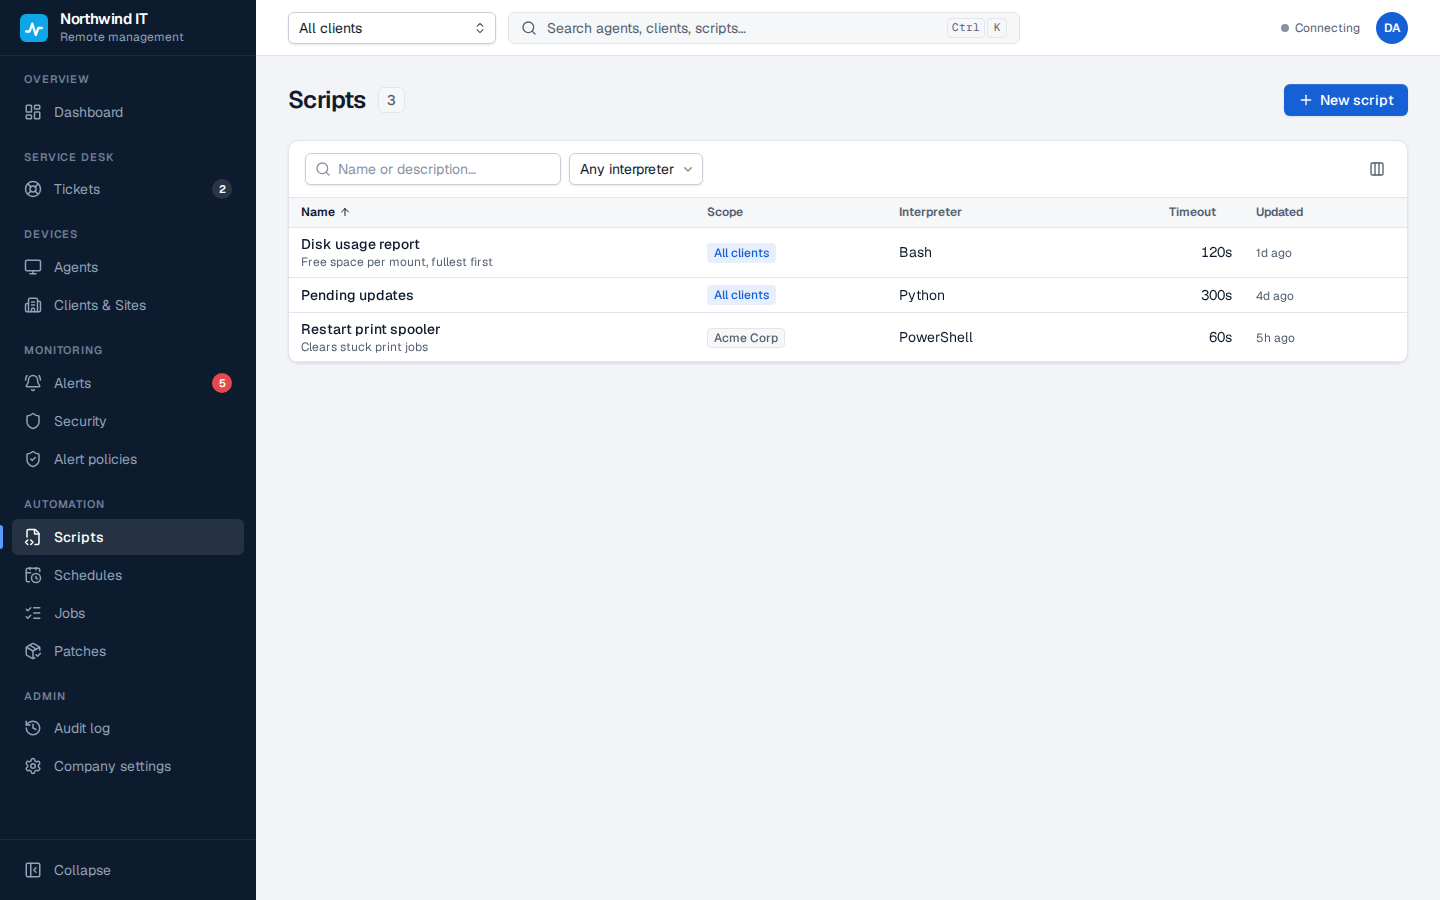 Northwind IT
Remote management
All clients
Search agents, clients, scripts...
Ctrl K
Connecting
DA
OVERVIEW
Dashboard
SERVICE DESK
Tickets 2
DEVICES
Agents
Clients & Sites
MONITORING
Alerts 5
Security
Alert policies
AUTOMATION
Scripts
Schedules
Jobs
Patches
ADMIN
Audit log
Company settings
Collapse
Scripts 3
New script
Name or description...
Any interpreter
Name Scope Interpreter Timeout Updated
Disk usage report All clients Bash 120s 1d ago
Free space per mount, fullest first
Pending updates All clients Python 300s 4d ago
Restart print spooler Acme Corp PowerShell 60s 5h ago
Clears stuck print jobs